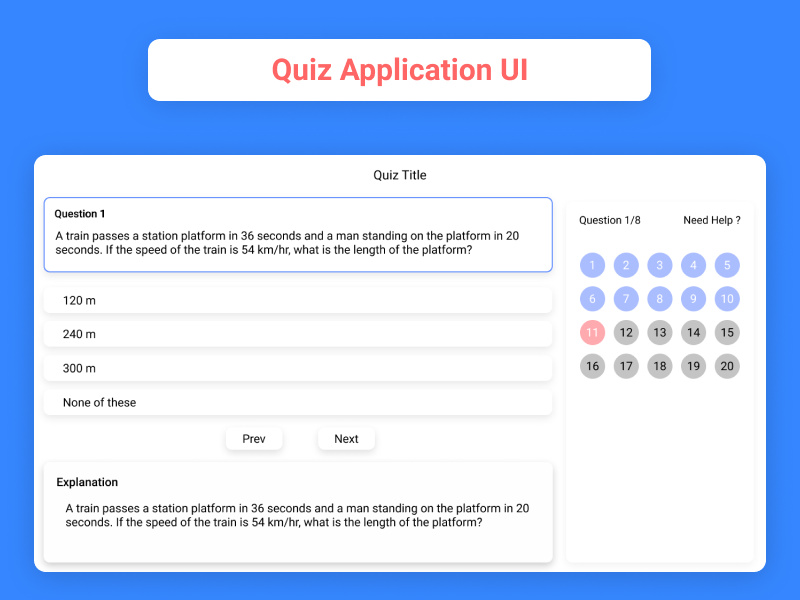 Quiz Application UI
Quiz Title
Question 1
A train passes a station platform in 36 seconds and a man standing on the platform in 20
seconds. If the speed of the train is 54 km/hr, what is the length of the platform?
120 m
240 m
300 m
None of these
Prev Next
Explanation
A train passes a station platform in 36 seconds and a man standing on the platform in 20
seconds. If the speed of the train is 54 km/hr, what is the length of the platform?
Question 1/8 Need Help ?
1 2 3 4 5
6 7 8 9 10
11 12 13 14 15
16 17 18 19 20